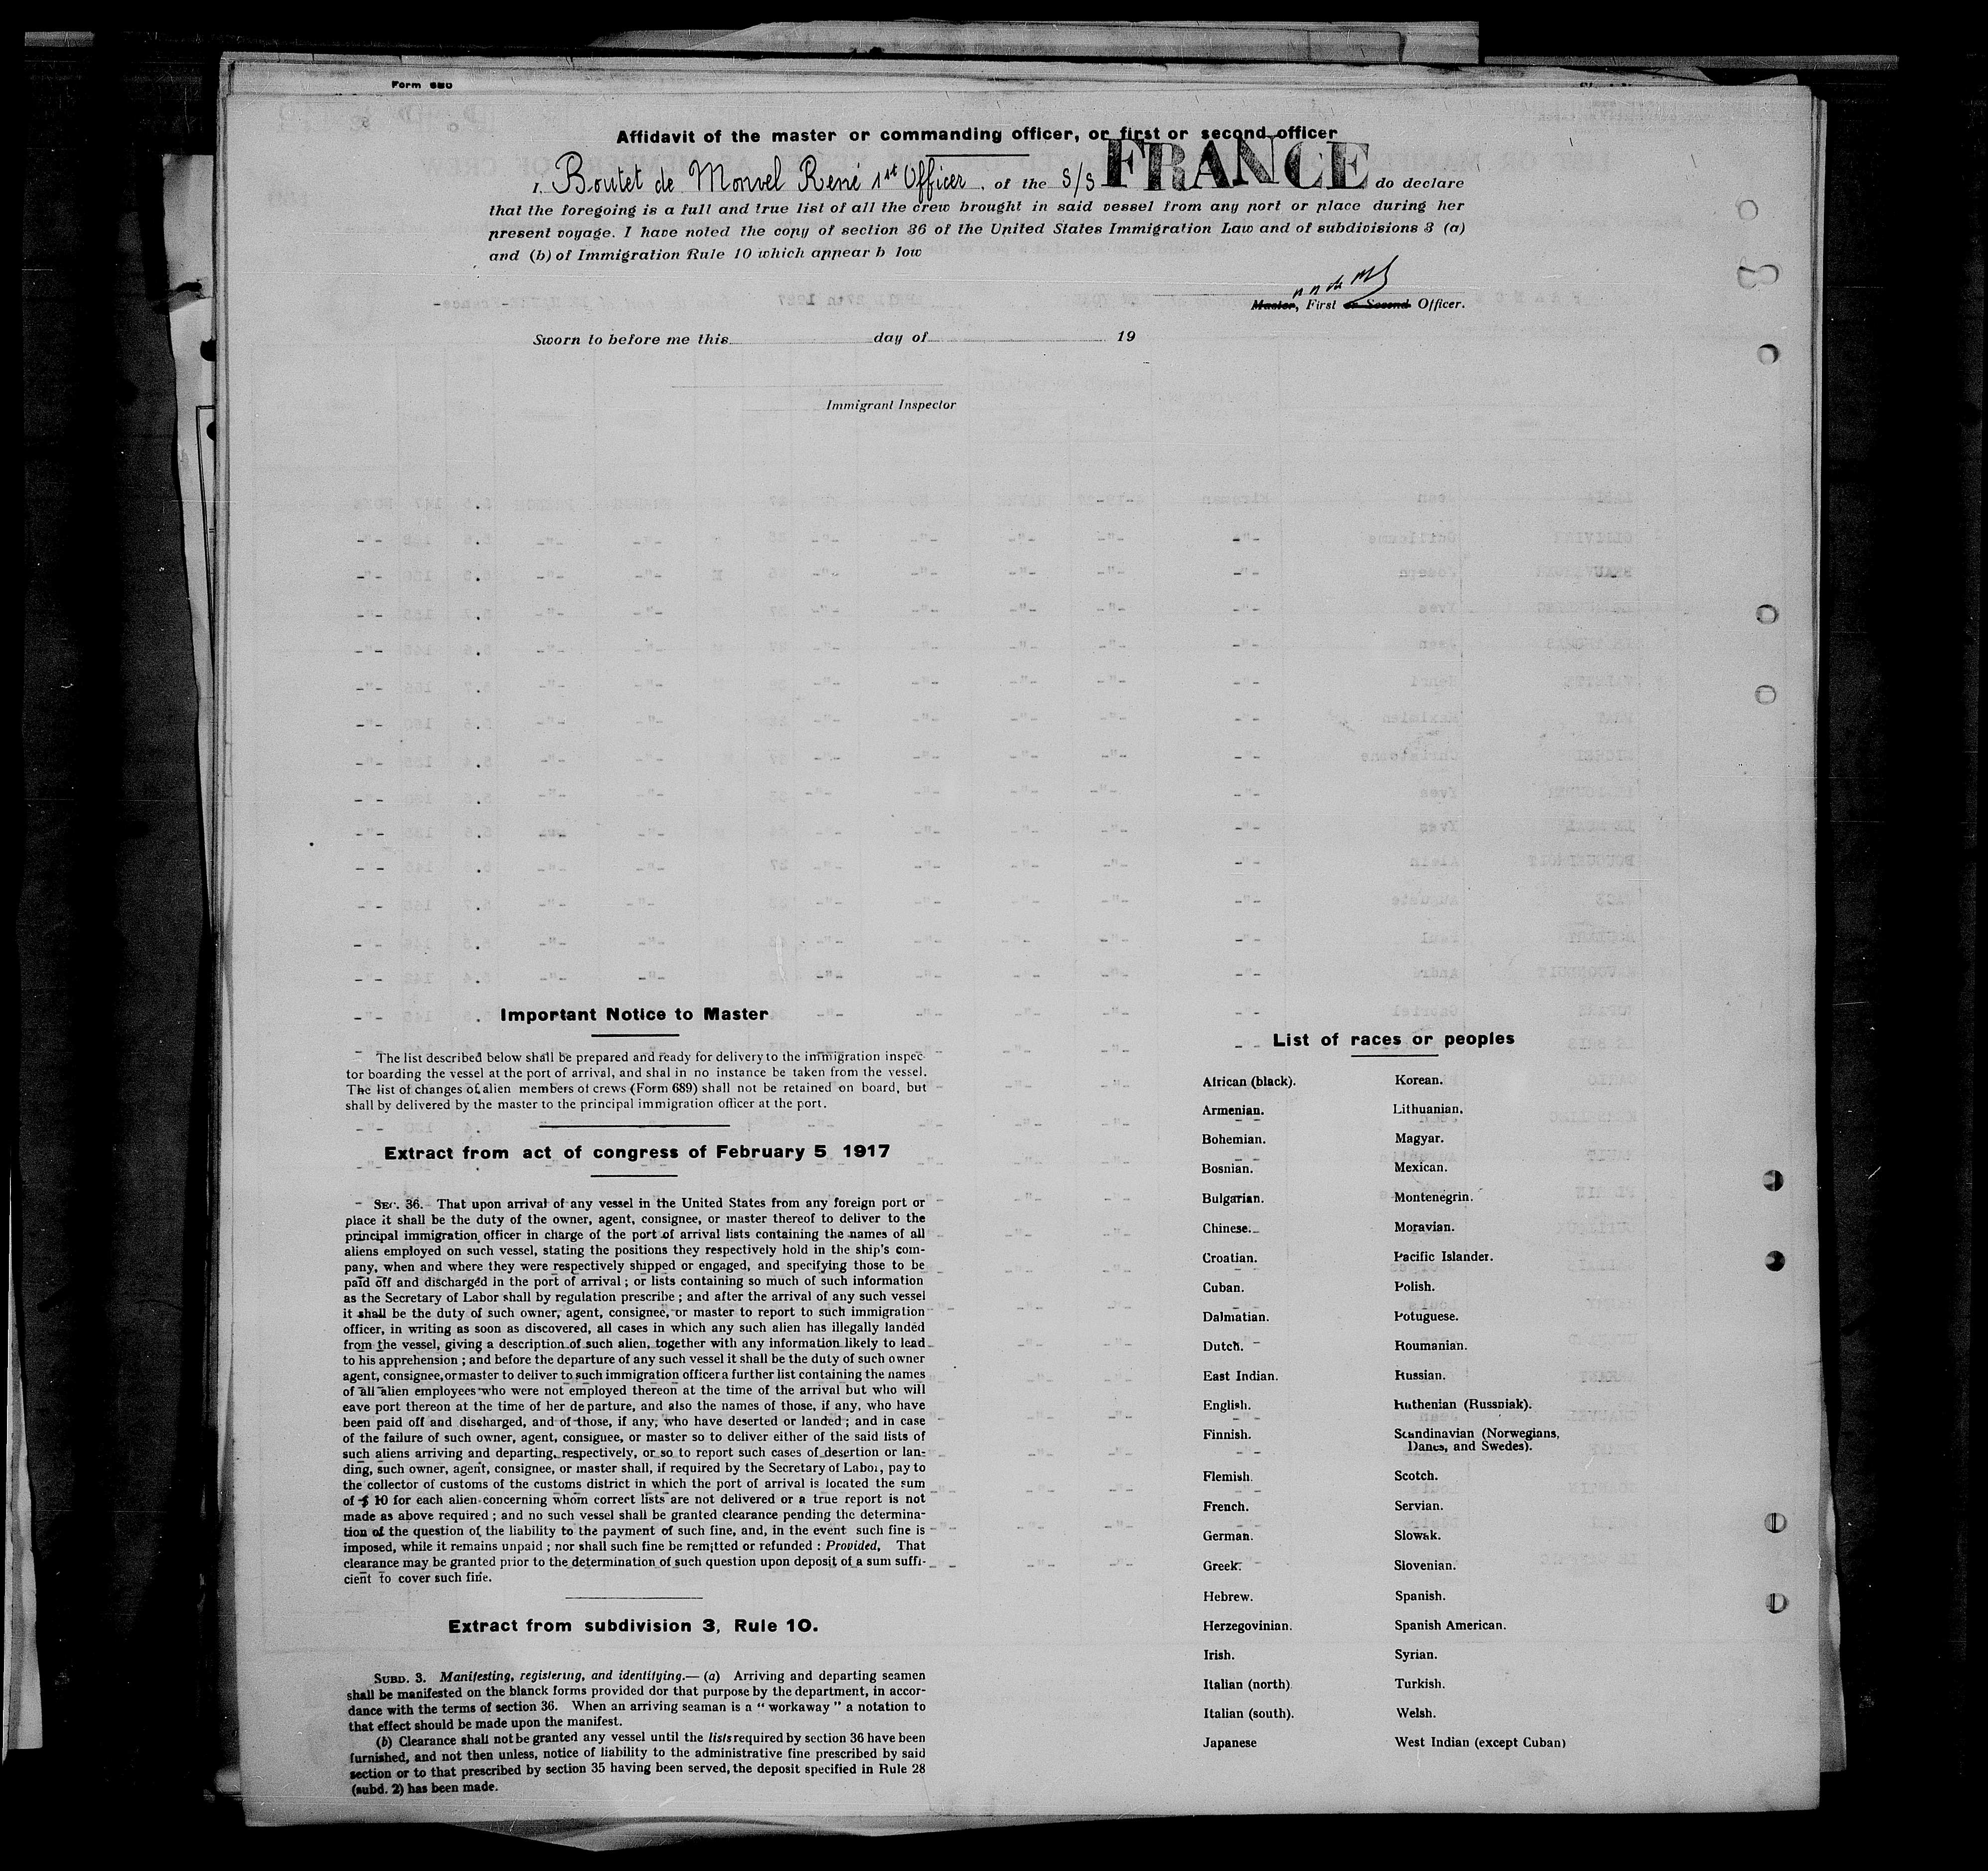 Form 680
Affidavit of the master or commanding officer, or first or second officer
I, Boutet de Monvel René 1st Officer, of the S/S FRANCE do declare
that the foregoing is a full and true list of all the crew brought in said vessel from any port or place during her
present voyage. I have noted the copy of section 36 of the United States Immigration Law and of subdivisions 3 (a)
and (b) of Immigration Rule 10 which appear b low
Master, First or Second Officer.
Sworn to before me this day of 19
Immigrant Inspector
Important Notice to Master
The list described below shall be prepared and ready for delivery to the immigration inspec-
tor boarding the vessel at the port of arrival, and shal in no instance be taken from the vessel.
The list of changes of alien members of crews (Form 689) shall not be retained on board, but
shall by delivered by the master to the principal immigration officer at the port.
Extract from act of congress of February 5 1917
SEC. 36. That upon arrival of any vessel in the United States from any foreign port or
place it shall be the duty of the owner, agent, consignee, or master thereof to deliver to the
principal immigration officer in charge of the port of arrival lists containing the names of all
aliens employed on such vessel, stating the positions they respectively hold in the ship's com-
pany, when and where they were respectively shipped or engaged, and specifying those to be
paid off and discharged in the port of arrival ; or lists containing so much of such information
as the Secretary of Labor shall by regulation prescribe ; and after the arrival of any such vessel
it shall be the duty of such owner, agent, consignee, or master to report to such immigration
officer, in writing as soon as discovered, all cases in which any such alien has illegally landed
from the vessel, giving a description of such alien, together with any information likely to lead
to his apprehension ; and before the departure of any such vessel it shall be the duty of such owner
agent, consignee, or master to deliver to such immigration officer a further list containing the names
of all alien employees who were not employed thereon at the time of the arrival but who will
eave port thereon at the time of her departure, and also the names of those, if any, who have
been paid off and discharged, and of those, if any, who have deserted or landed ; and in case
of the failure of such owner, agent, consiguee, or master so to deliver either of the said lists of
such aliens arriving and departing, respectively, or so to report such cases of desertion or lan-
ding, such owner, agent, consignee, or master shall, if required by the Secretary of Labor, pay to
the collector of customs of the customs district in which the port of arrival is located the sum
of $ 10 for each alien concerning whom correct lists are not delivered or a true report is not
made as above required ; and no such vessel shall be granted clearance pending the determina-
tion of the question of the liability to the payment of such fine, and, in the event such fine is
imposed, while it remains unpaid ; nor shall such fine be remitted or refunded : Provided, That
clearance may be granted prior to the determination of such question upon deposit of a sum suffi-
cient to cover such fine.
Extract from subdivision 3, Rule 10.
SUBD. 3. Manifesting, registering, and identifying.— (a) Arriving and departing seamen
shall be manifested on the blanck forms provided dor that purpose by the department, in accor-
dance with the terms of section 36. When an arriving seaman is a " workaway " a notation to
that effect should be made upon the manifest.
(b) Clearance shall not be granted any vessel until the lists required by section 36 have been
furnished, and not then unless, notice of liability to the administrative fine prescribed by said
section or to that prescribed by section 35 having been served, the deposit specified in Rule 28
(subd. 2) has been made.
List of races or peoples
African (black).
Armenian.
Bohemian.
Bosnian.
Bulgarian.
Chinese.
Croatian.
Cuban.
Dalmatian.
Dutch.
East Indian.
English.
Finnish.
Flemish.
French.
German.
Greek.
Hebrew.
Herzegovinian.
Irish.
Italian (north)
Italian (south).
Japanese
Korean.
Lithuanian.
Magyar.
Mexican.
Montenegrin.
Moravian.
Pacific Islander.
Polish.
Potuguese.
Roumanian.
Russian.
Ruthenian (Russniak).
Scandinavian (Norwegians,
Danes, and Swedes).
Scotch.
Servian.
Slowak.
Slovenian.
Spanish.
Spanish American.
Syrian.
Turkish.
Welsh.
West Indian (except Cuban)